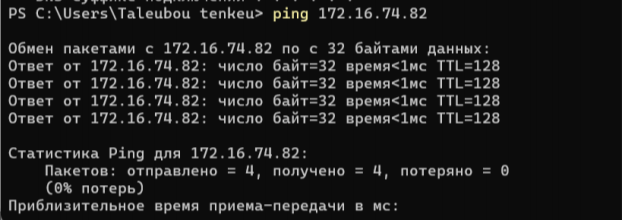 PS C:\Users\Taleubou tenkeu> ping 172.16.74.82
Обмен пакетами с 172.16.74.82 по с 32 байтами данных:
Ответ от 172.16.74.82: число байт=32 время<1мс TTL=128
Ответ от 172.16.74.82: число байт=32 время<1мс TTL=128
Ответ от 172.16.74.82: число байт=32 время<1мс TTL=128
Ответ от 172.16.74.82: число байт=32 время<1мс TTL=128
Статистика Ping для 172.16.74.82:
Пакетов: отправлено = 4, получено = 4, потеряно = 0
(0% потерь)
Приблизительное время приема-передачи в мс: